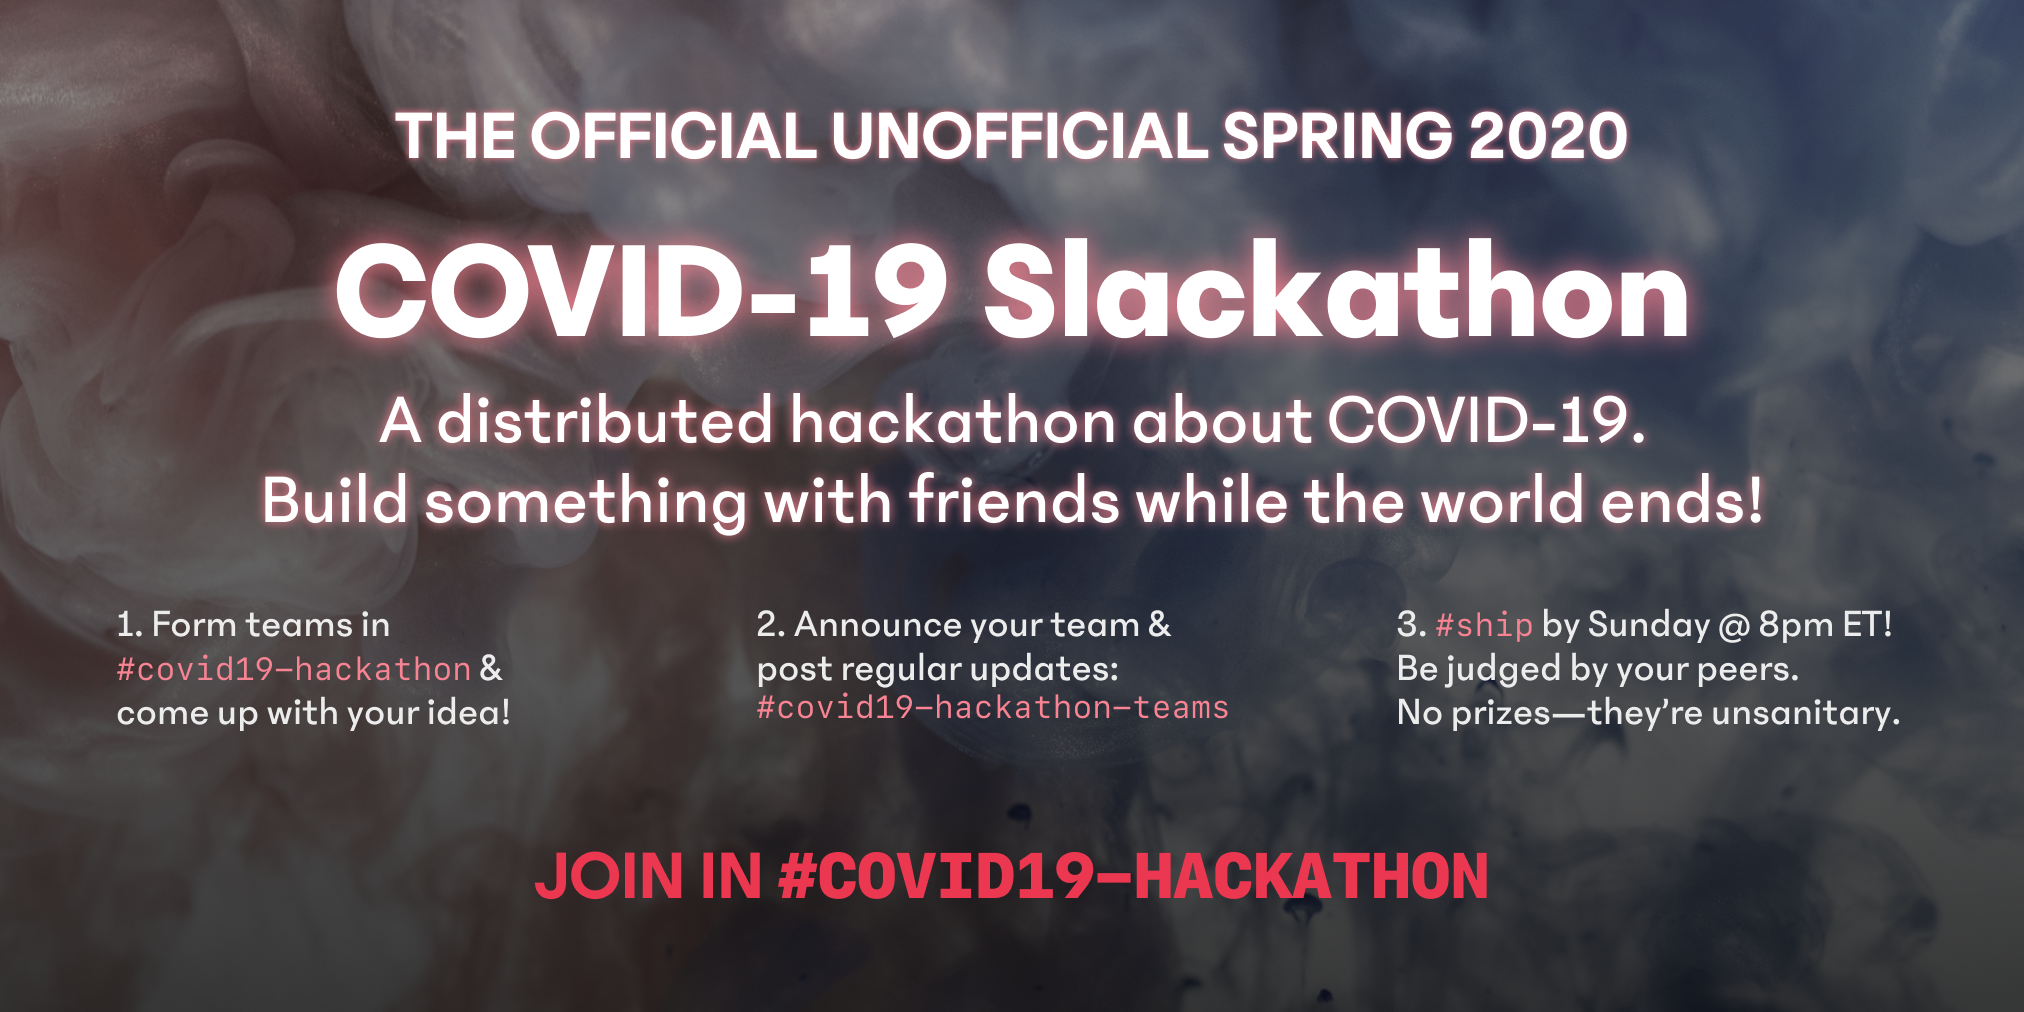 THE OFFICIAL UNOFFICIAL SPRING 2020
COVID-19 Slackathon
A distributed hackathon about COVID-19.
Build something with friends while the world ends!
1. Form teams in
#covid19-hackathon &
come up with your idea!
2. Announce your team &
post regular updates:
#covid19-hackathon-teams
3. #ship by Sunday @ 8pm ET!
Be judged by your peers.
No prizes—they’re unsanitary.
JOIN IN #COVID19-HACKATHON